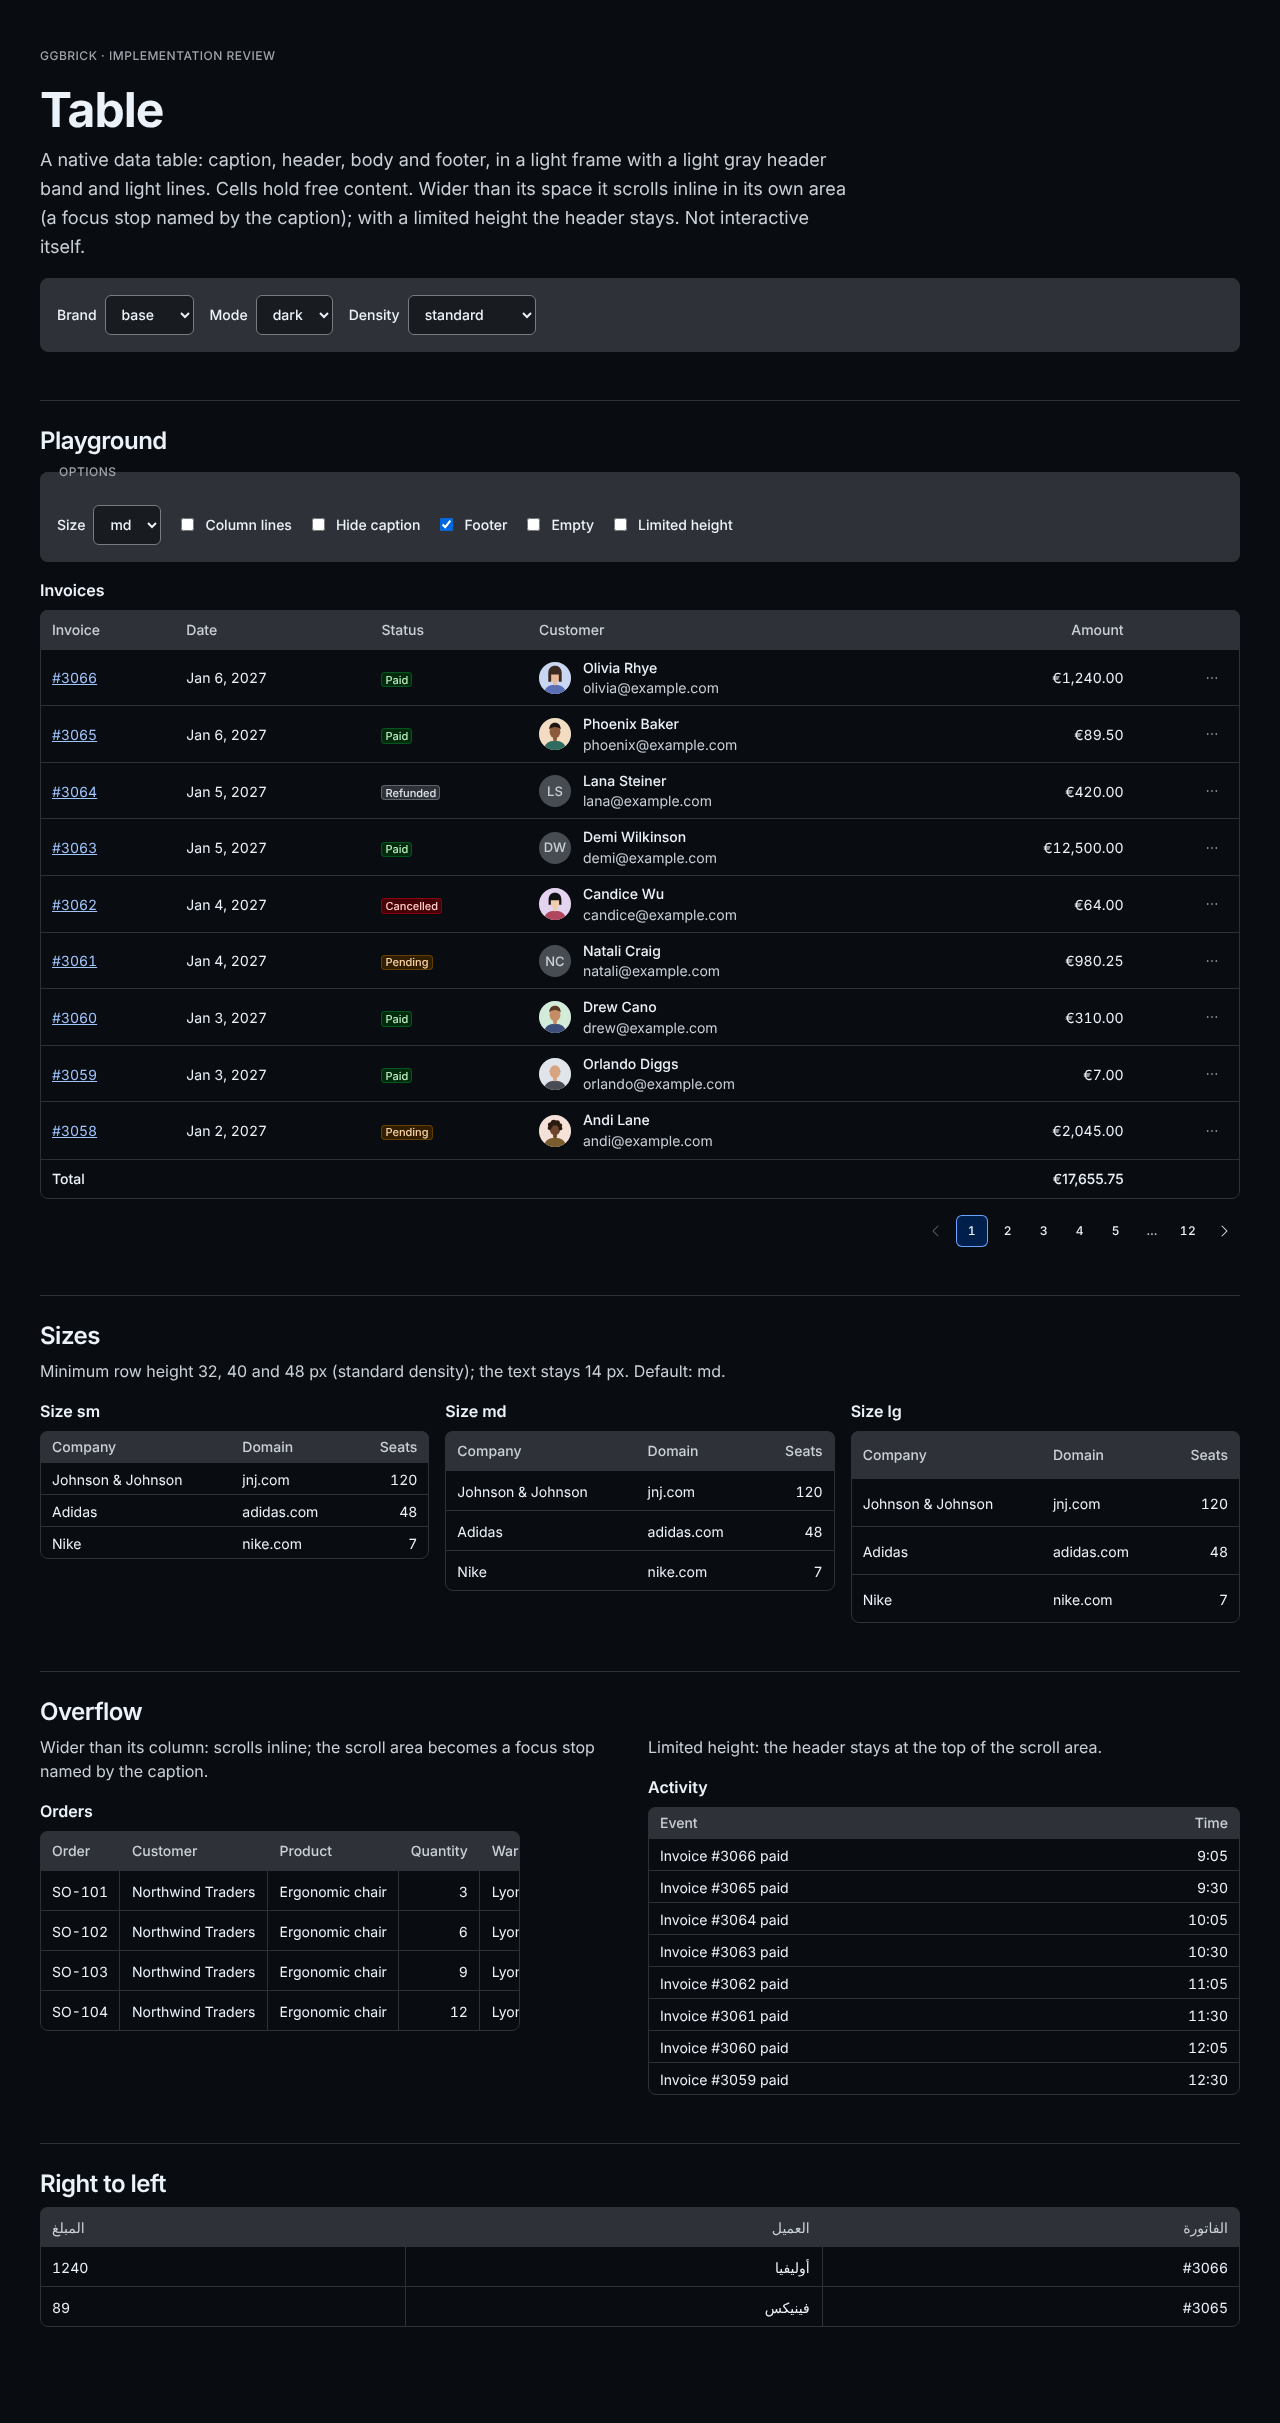 GGBRICK · IMPLEMENTATION REVIEW
Table
A native data table: caption, header, body and footer, in a light frame with a light gray header
band and light lines. Cells hold free content. Wider than its space it scrolls inline in its own area
(a focus stop named by the caption); with a limited height the header stays. Not interactive
itself.
Brand base Mode dark Density standard
Playground
OPTIONS
Size md Column lines Hide caption Footer Empty Limited height
Invoices
Invoice Date Status Customer Amount
#3066 Jan 6, 2027 Paid Olivia Rhye €1,240.00 ...
olivia@example.com
#3065 Jan 6, 2027 Paid Phoenix Baker €89.50 ...
phoenix@example.com
#3064 Jan 5, 2027 Refunded LS Lana Steiner €420.00 ...
lana@example.com
#3063 Jan 5, 2027 Paid DW Demi Wilkinson €12,500.00 ...
demi@example.com
#3062 Jan 4, 2027 Cancelled Candice Wu €64.00 ...
candice@example.com
#3061 Jan 4, 2027 Pending NC Natali Craig €980.25 ...
natali@example.com
#3060 Jan 3, 2027 Paid Drew Cano €310.00 ...
drew@example.com
#3059 Jan 3, 2027 Paid Orlando Diggs €7.00 ...
orlando@example.com
#3058 Jan 2, 2027 Pending Andi Lane €2,045.00 ...
andi@example.com
Total €17,655.75
1 2 3 4 5 ... 12
Sizes
Minimum row height 32, 40 and 48 px (standard density); the text stays 14 px. Default: md.
Size sm
Company Domain Seats
Johnson & Johnson jnj.com 120
Adidas adidas.com 48
Nike nike.com 7
Size md
Company Domain Seats
Johnson & Johnson jnj.com 120
Adidas adidas.com 48
Nike nike.com 7
Size lg
Company Domain Seats
Johnson & Johnson jnj.com 120
Adidas adidas.com 48
Nike nike.com 7
Overflow
Wider than its column: scrolls inline; the scroll area becomes a focus stop
named by the caption.
Orders
Order Customer Product Quantity War
SO-101 Northwind Traders Ergonomic chair 3 Lyon
SO-102 Northwind Traders Ergonomic chair 6 Lyon
SO-103 Northwind Traders Ergonomic chair 9 Lyon
SO-104 Northwind Traders Ergonomic chair 12 Lyon
Limited height: the header stays at the top of the scroll area.
Activity
Event Time
Invoice #3066 paid 9:05
Invoice #3065 paid 9:30
Invoice #3064 paid 10:05
Invoice #3063 paid 10:30
Invoice #3062 paid 11:05
Invoice #3061 paid 11:30
Invoice #3060 paid 12:05
Invoice #3059 paid 12:30
Right to left
الفاتورة العميل المبلغ
#3066 أوليفيا 1240
#3065 فينيكس 89